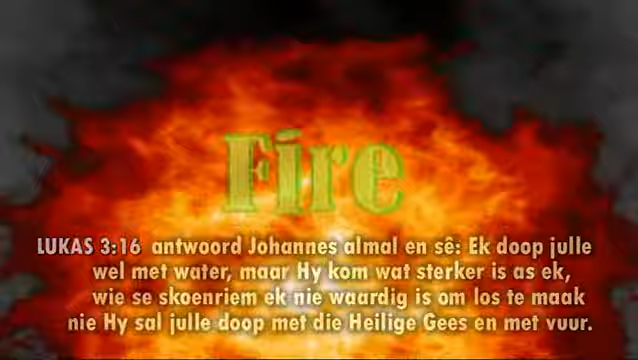 Fire
LUKAS 3:16 antwoord Johannes almal en sê: Ek doop julle
wel met water, maar Hy kom wat sterker is as ek,
wie se skoenriem ek nie waardig is om los te maak
nie Hy sal julle doop met die Heilige Gees en met vuur.